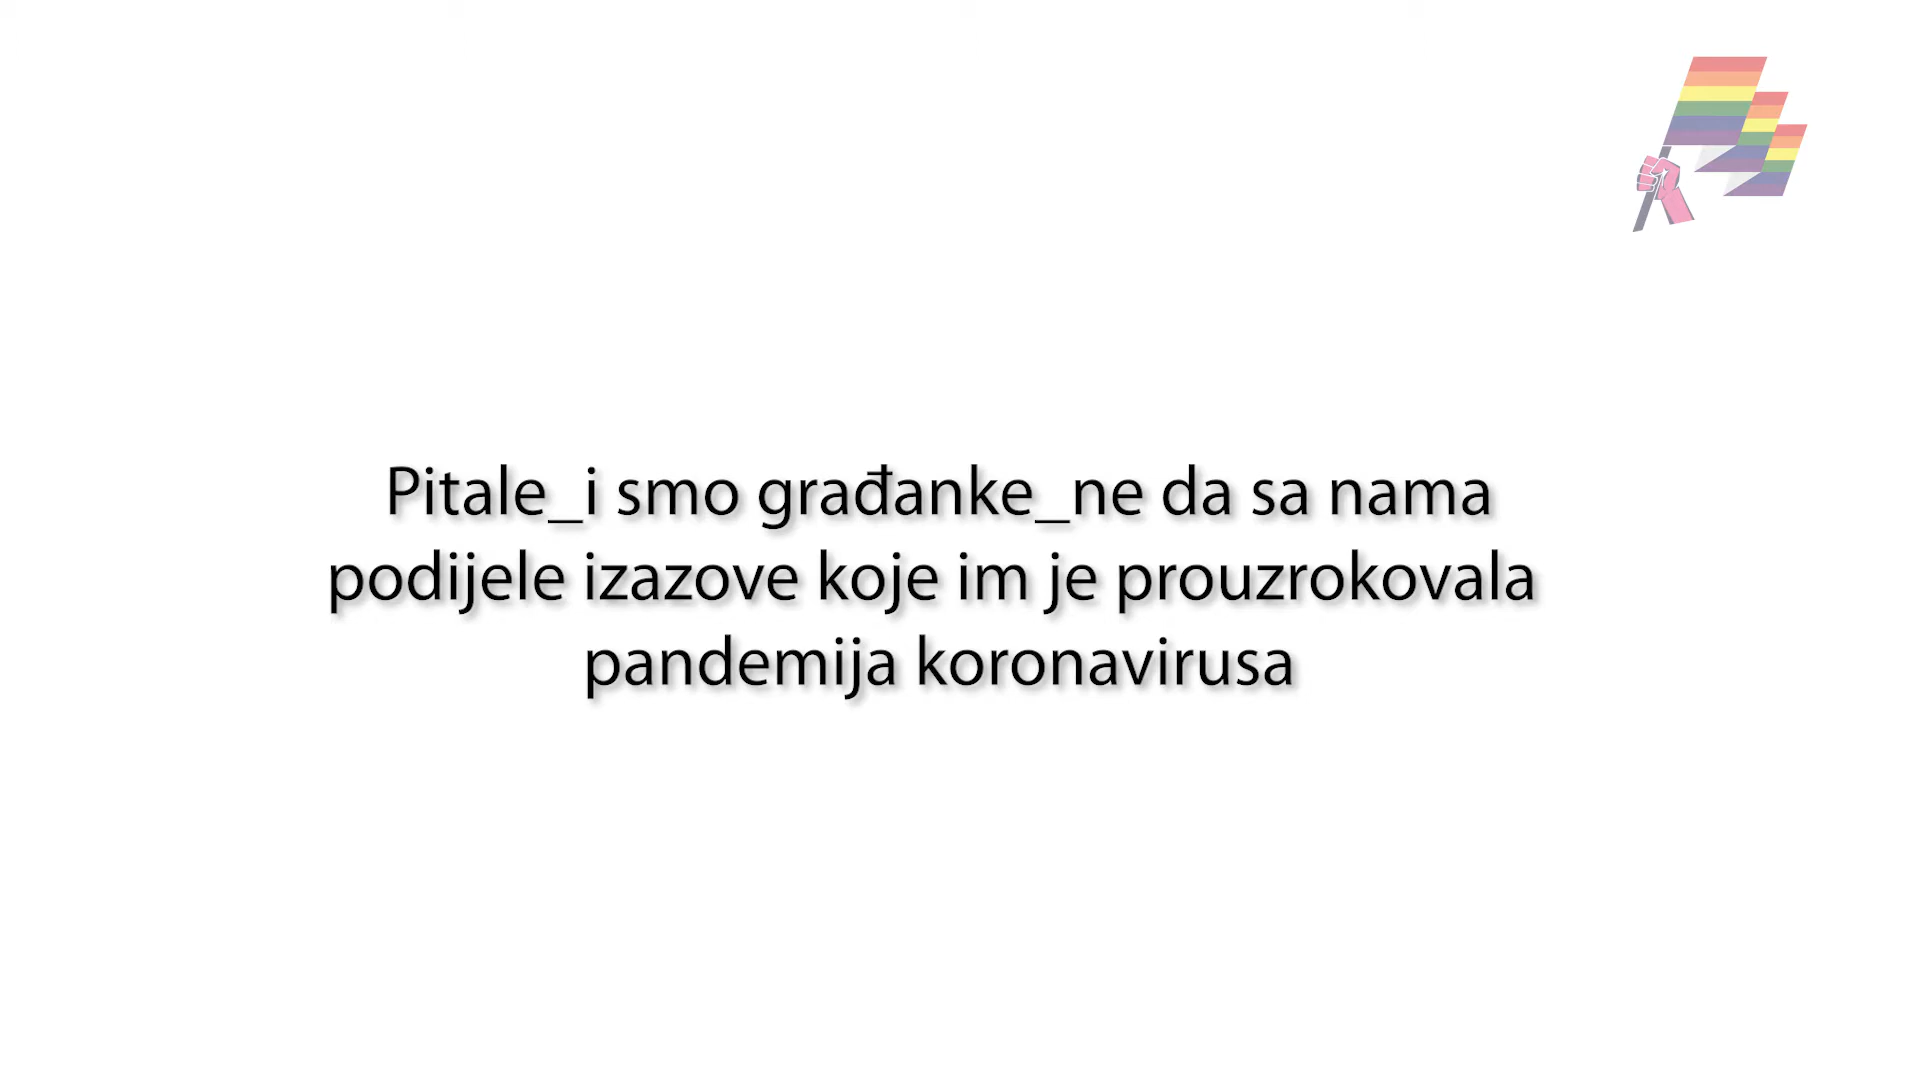 Pitale_i smo građanke_ne da sa nama
podijele izazove koje im je prouzrokovala
pandemija koronavirusa